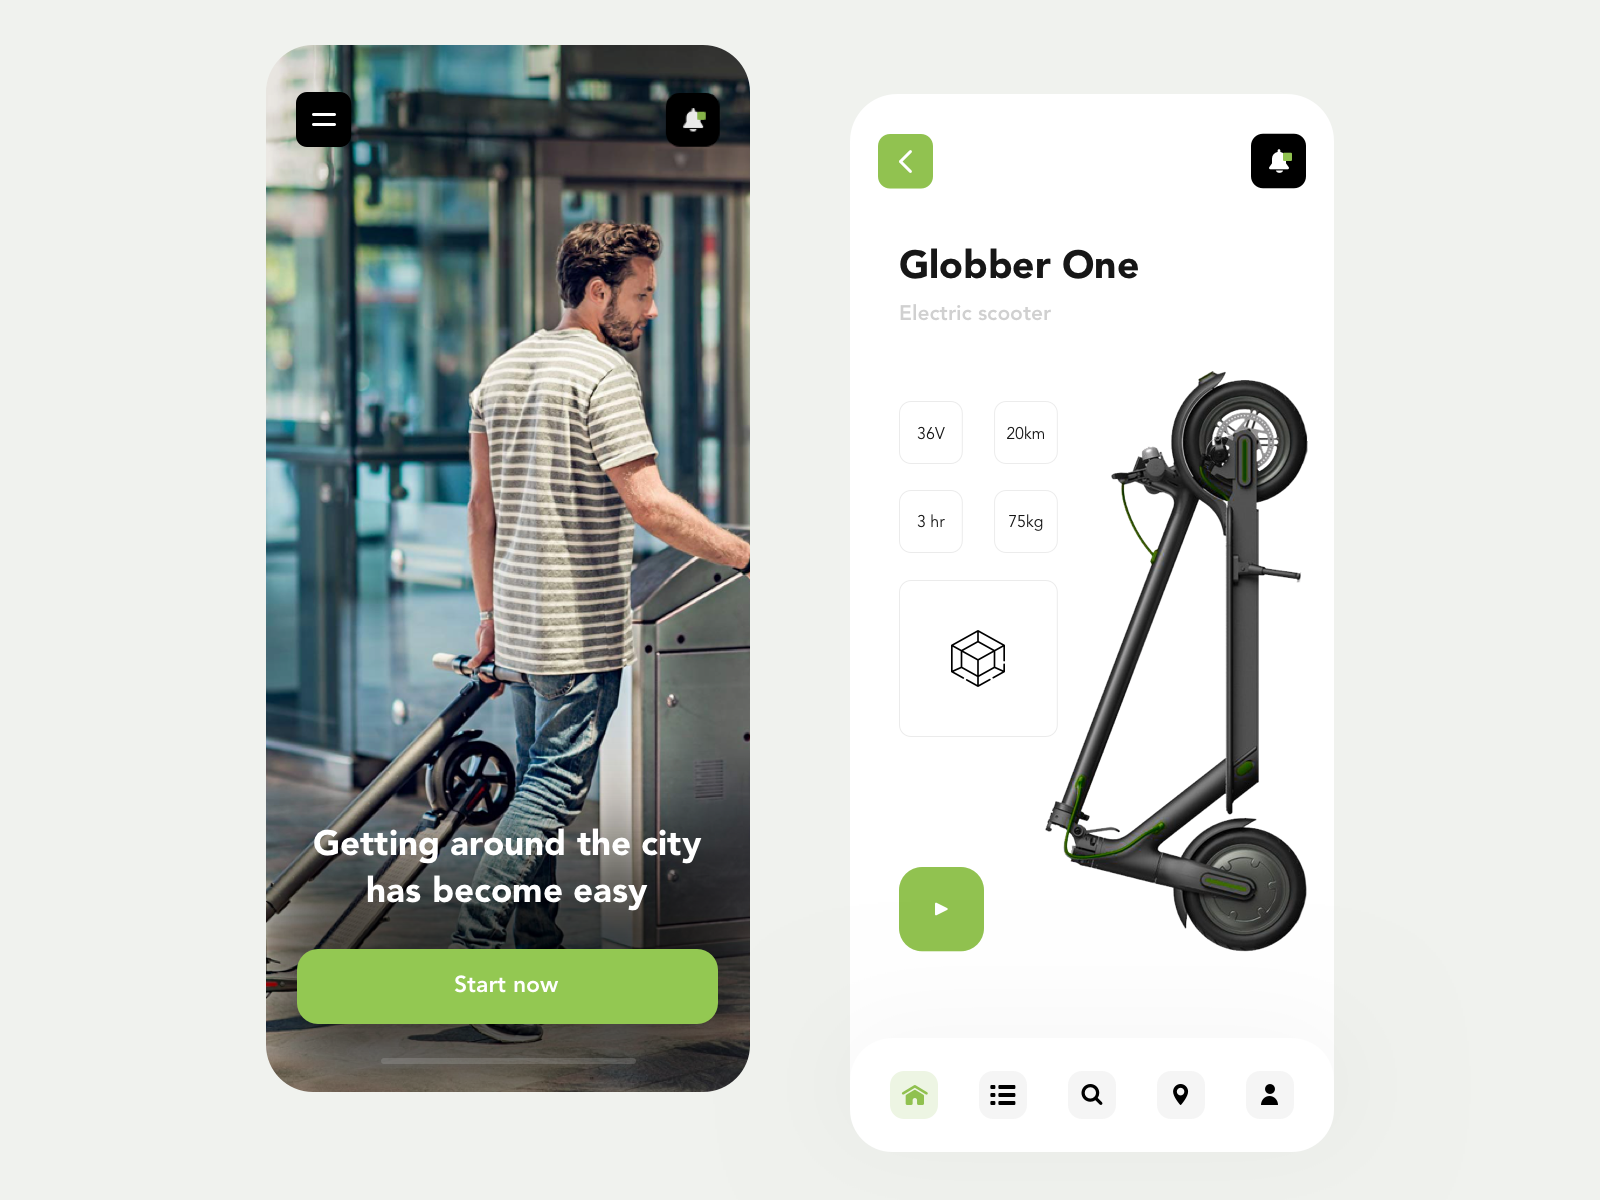 Getting around the city
has become easy
Start now
Globber One
Electric scooter
36V
20km
3 hr
75kg